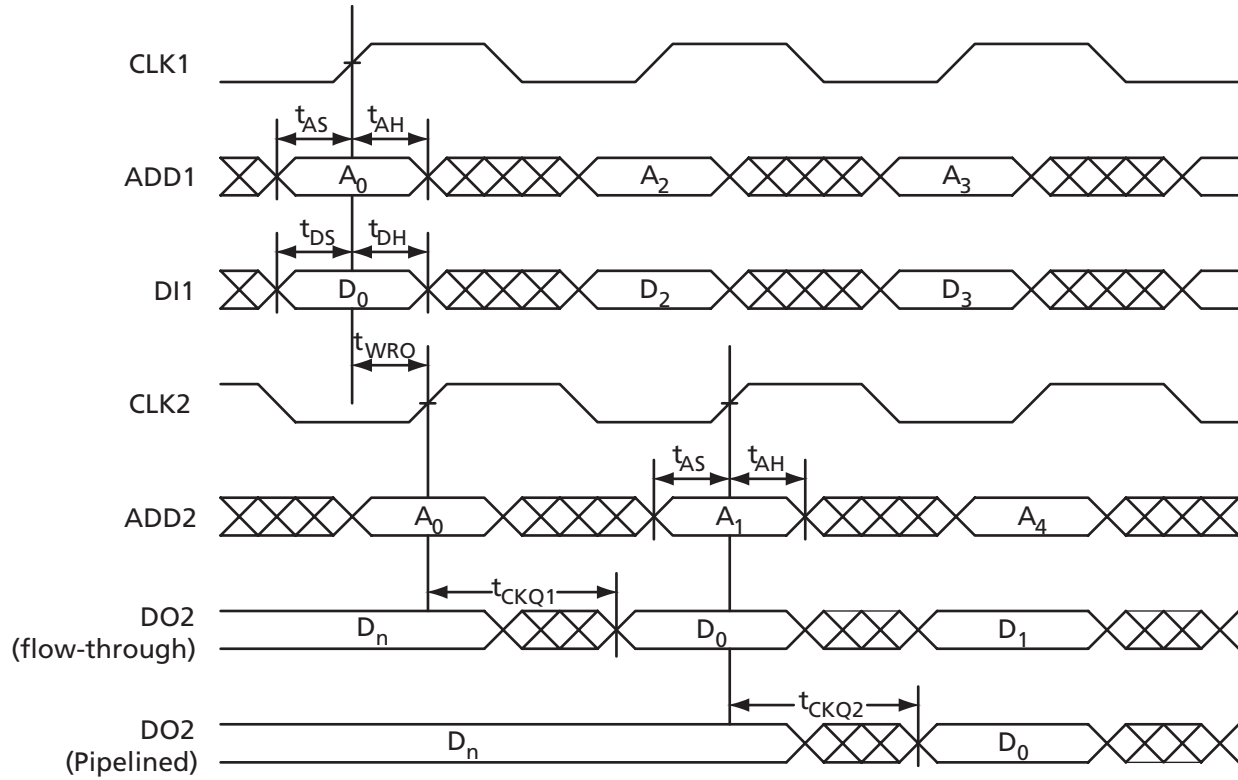 CLK1
t_AS t_AH
ADD1 A_0 A_2 A_3
t_DS t_DH
DI1 D_0 D_2 D_3
t_WRO
CLK2
t_AS t_AH
ADD2 A_0 A_1 A_4
t_CKQ1
DO2
(flow-through)
D_n D_0 D_1
t_CKQ2
DO2
(Pipelined)
D_n D_0